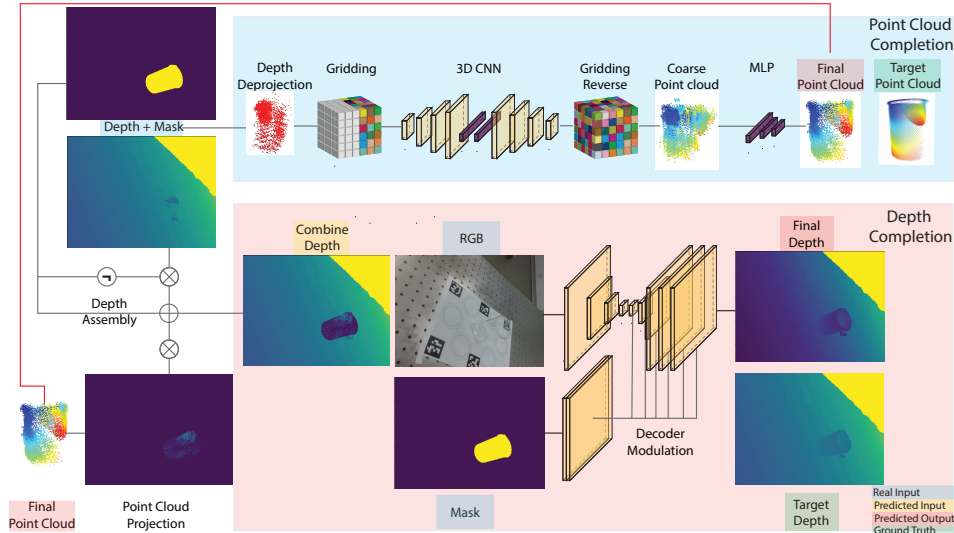 Point Cloud
Completion
Depth
Deprojection
Gridding
3D CNN
Gridding
Reverse
Coarse
Point cloud
MLP
Final
Point Cloud
Target
Point Cloud
Depth + Mask
Depth
Assembly
Depth
Completion
Combine
Depth
RGB
Final
Depth
Decoder
Modulation
Mask
Target
Depth
Final
Point Cloud
Point Cloud
Projection
Real Input
Predicted Input
Predicted Output
Ground Truth